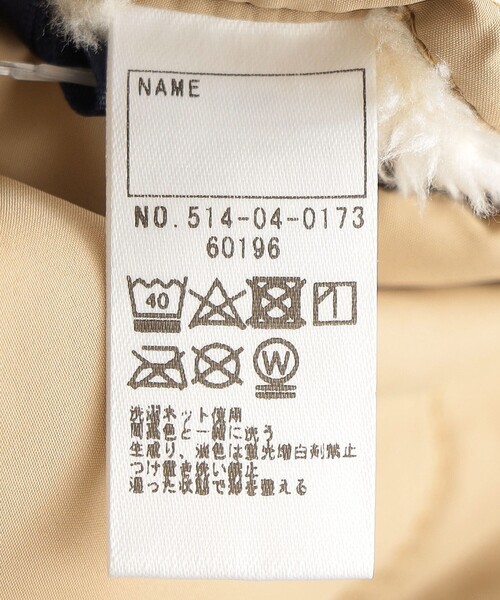 NAME
NO. 514-04-0173
60196
40
W
洗濯ネット使用
同系色と一緒に洗う
生成り、淡色は蛍光増白剤禁止
つけ置き洗い禁止
湿った状態で形を整える